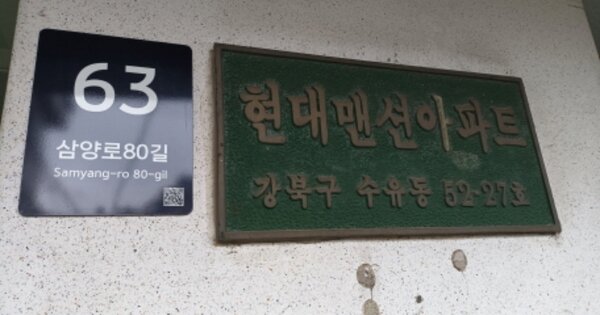 63
삼양로80길
Samyang-ro 80-gil
현대맨션아파트
강북구 수유동 52-27호